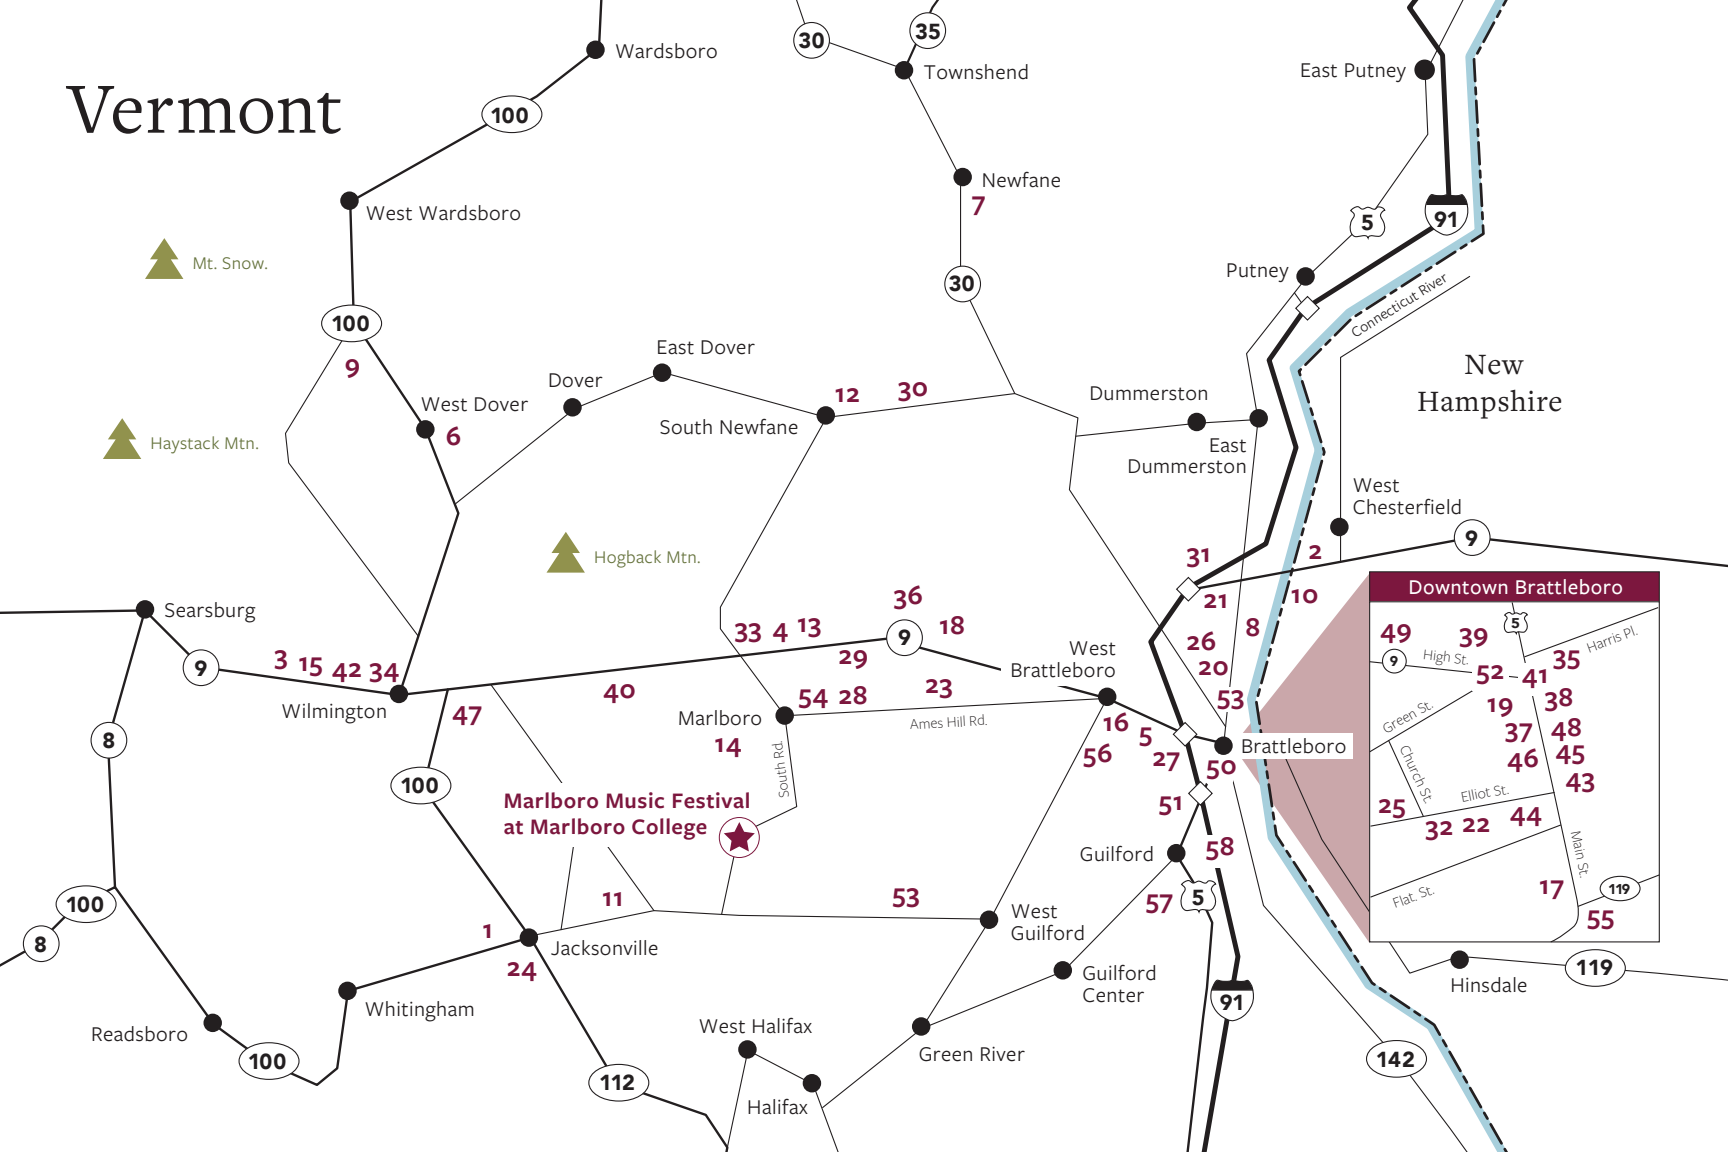 Vermont
Wardsboro
100
West Wardsboro
Mt. Snow.
100
9
West Dover
6
Haystack Mtn.
Dover
East Dover
30
35
Townshend
Newfane
7
30
12
30
South Newfane
Hogback Mtn.
East Putney
5
91
Putney
Connecticut River
New
Hampshire
Dummerston
East
Dummerston
West
Chesterfield
9
2
31
21
10
8
26
20
53
Searsburg
9
3
15
42
34
Wilmington
47
40
33
4
13
36
9
18
29
54
28
23
Ames Hill Rd.
Marlboro
14
South Rd.
West
Brattleboro
16
56
5
27
Brattleboro
50
51
58
Marlboro Music Festival
at Marlboro College
8
100
100
8
11
53
1
24
Jacksonville
Whitingham
Readsboro
100
112
West
Guilford
Guilford
57
5
Guilford
Center
91
Green River
West Halifax
Halifax
Hinsdale
119
142
Downtown Brattleboro
5
49
39
9
High St.
52
41
35
Harris Pl.
Green St.
19
38
37
48
46
45
43
Church St.
Elliot St.
25
32
22
44
Main St.
Flat. St.
17
119
55